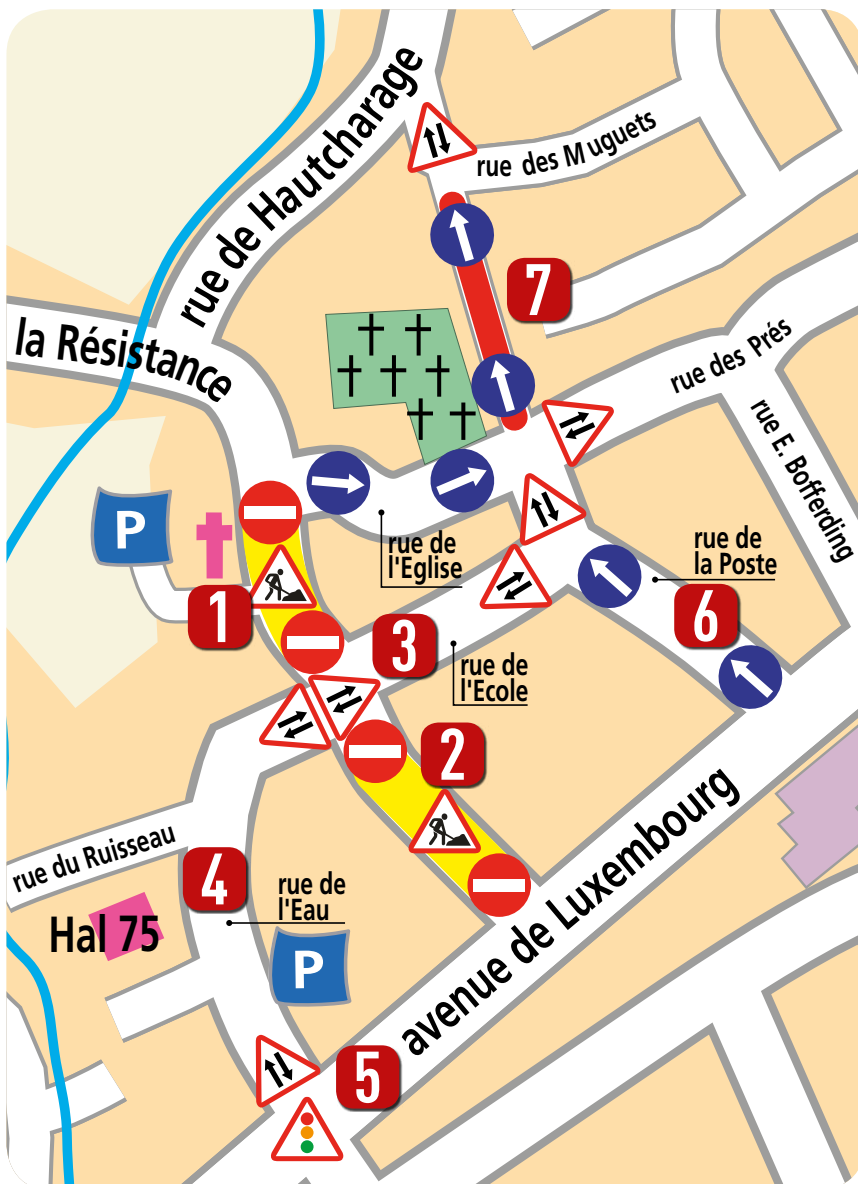 rue de Hautcharage
rue des Muguets
7
la Résistance
rue des Prés
rue E. Bofferding
P
rue de
l'Eglise
rue de
la Poste
1
6
3
rue de
l'Ecole
2
avenue de Luxembourg
rue du Ruisseau
4
rue de
l'Eau
Hal 75
P
5